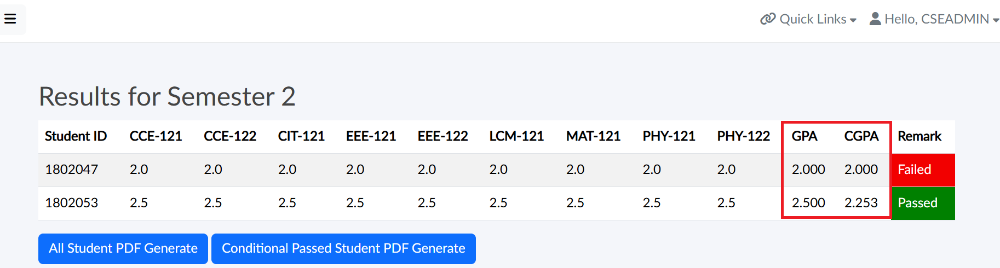 Quick Links Hello, CSEADMIN
Results for Semester 2
Student ID CCE-121 CCE-122 CIT-121 EEE-121 EEE-122 LCM-121 MAT-121 PHY-121 PHY-122 GPA CGPA Remark
1802047 2.0 2.0 2.0 2.0 2.0 2.0 2.0 2.0 2.0 2.000 2.000 Failed
1802053 2.5 2.5 2.5 2.5 2.5 2.5 2.5 2.5 2.5 2.500 2.253 Passed
All Student PDF Generate Conditional Passed Student PDF Generate